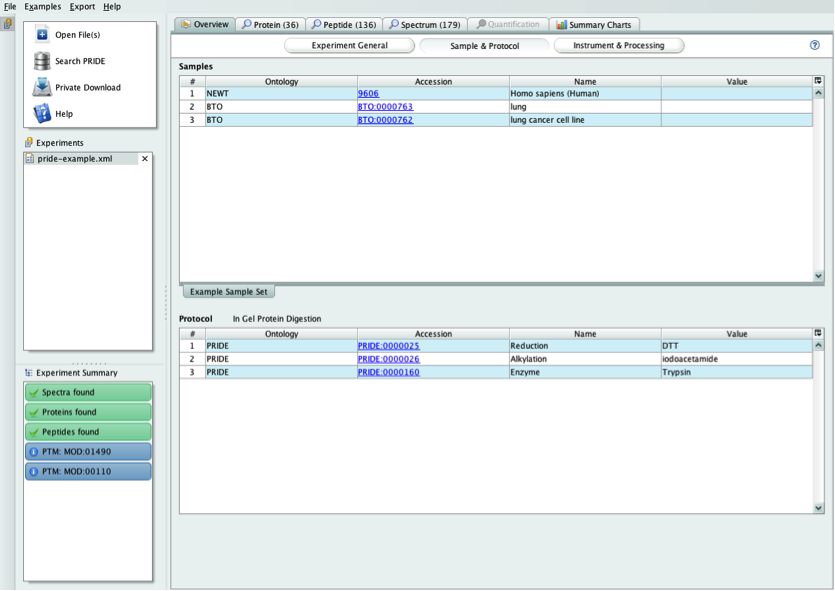 File Examples Export Help
Open File(s)
Search PRIDE
Private Download
Help
Experiments
pride-example.xml
Experiment Summary
Spectra found
Proteins found
Peptides found
PTM: MOD:01490
PTM: MOD:00110
Overview Protein (36) Peptide (136) Spectrum (179) Quantification Summary Charts
Experiment General Sample & Protocol Instrument & Processing ?
Samples
# Ontology Accession Name Value
1 NEWT 9606 Homo sapiens (Human)
2 BTO BTO:0000763 lung
3 BTO BTO:0000762 lung cancer cell line
Example Sample Set
Protocol In Gel Protein Digestion
# Ontology Accession Name Value
1 PRIDE PRIDE:0000025 Reduction DTT
2 PRIDE PRIDE:0000026 Alkylation iodoacetamide
3 PRIDE PRIDE:0000160 Enzyme Trypsin